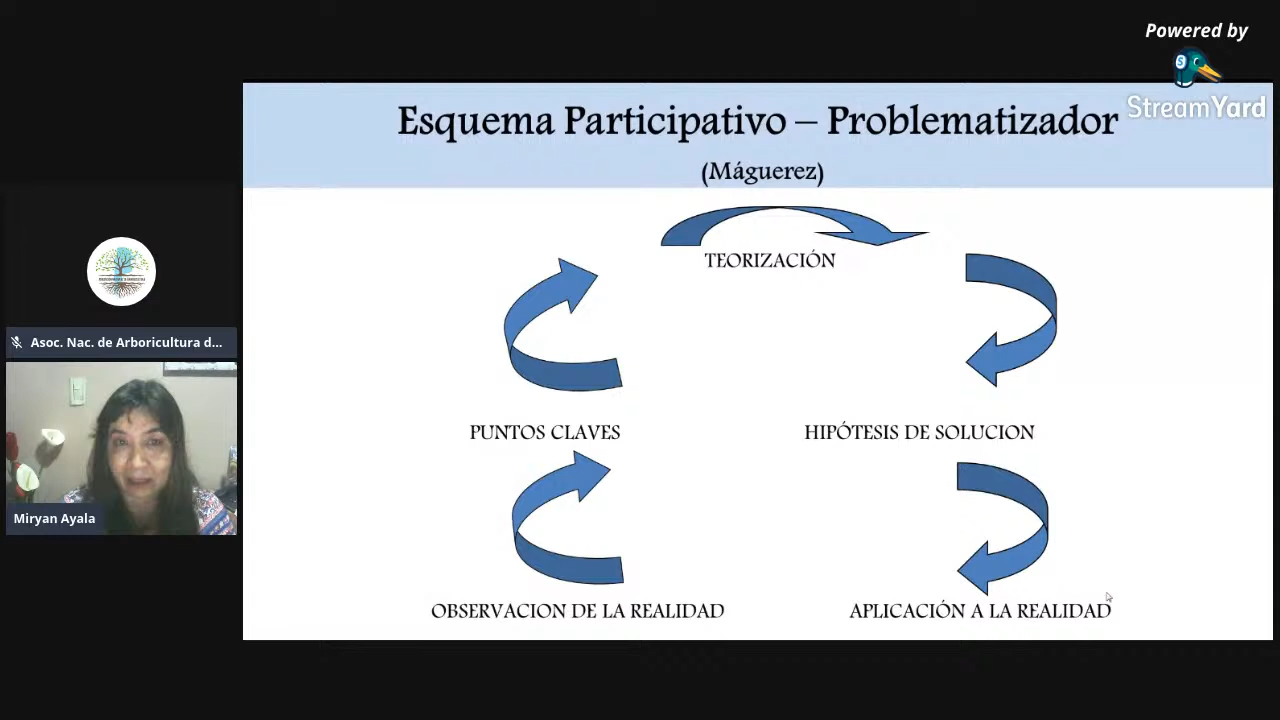 Powered by
StreamYard
Esquema Participativo – Problematizador
(Máguerez)
TEORIZACIÓN
PUNTOS CLAVES
HIPÓTESIS DE SOLUCION
OBSERVACION DE LA REALIDAD
APLICACIÓN A LA REALIDAD
Asoc. Nac. de Arboricultura d...
Miryan Ayala